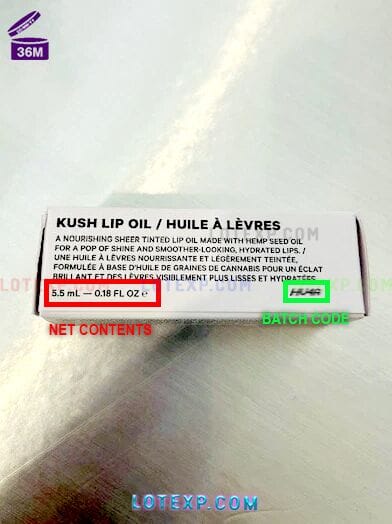 36M
KUSH LIP OIL / HUILE À LÈVRES
A NOURISHING SHEER TINTED LIP OIL MADE WITH HEMP SEED OIL
FOR A POP OF SHINE AND SMOOTHER-LOOKING, HYDRATED LIPS. /
UNE HUILE À LÈVRES NOURRISSANTE ET LÉGÈREMENT TEINTÉE,
FORMULÉE À BASE D'HUILE DE GRAINES DE CANNABIS POUR UN ÉCLAT
BRILLANT ET DES LÈVRES VISIBLEMENT PLUS LISSES ET HYDRATÉES.
LOTEXP.COM
5.5 mL — 0.18 FL OZ ℮
NET CONTENTS
BATCH CODE
LOTEXP.COM